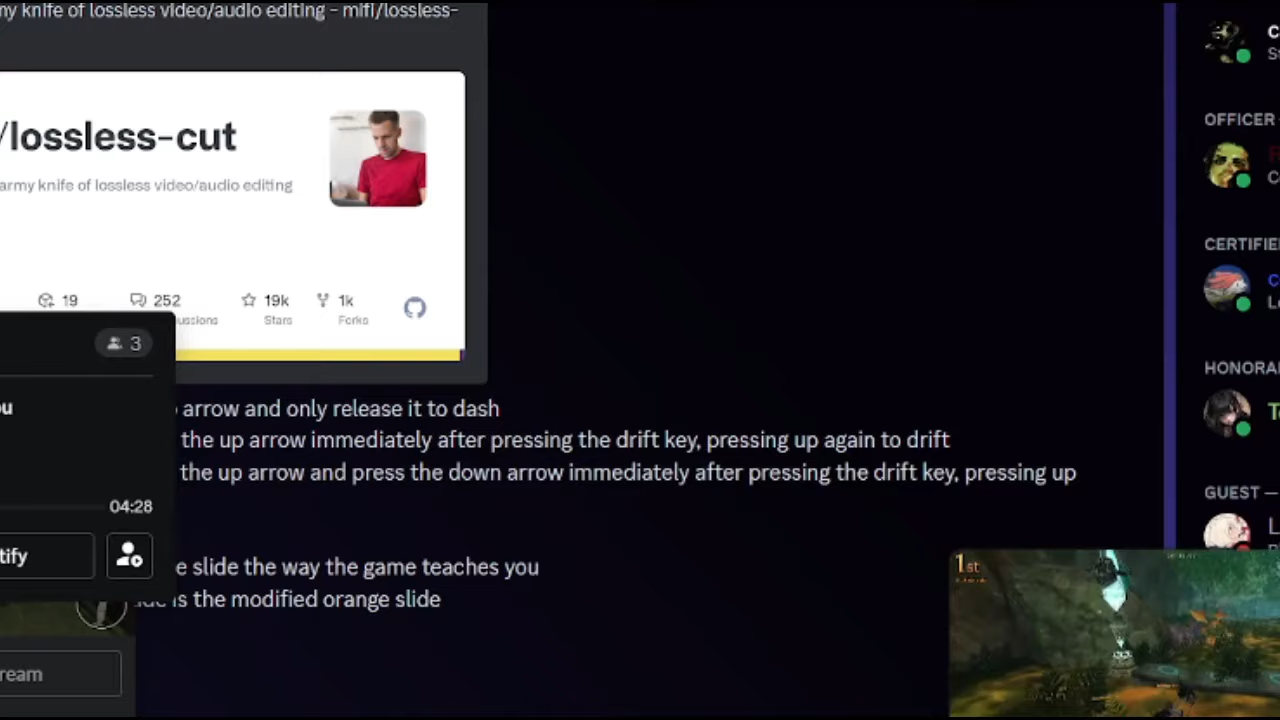 my knife of lossless video/audio editing - mifi/lossless-
/lossless-cut
army knife of lossless video/audio editing
19
252
19k
1k
ussions
Stars
Forks
3
ou
arrow and only release it to dash
the up arrow immediately after pressing the drift key, pressing up again to drift
the up arrow and press the down arrow immediately after pressing the drift key, pressing up
04:28
tify
e slide the way the game teaches you
is the modified orange slide
ream
OFFICER
CERTIFIE
HONORA
GUEST —
1st